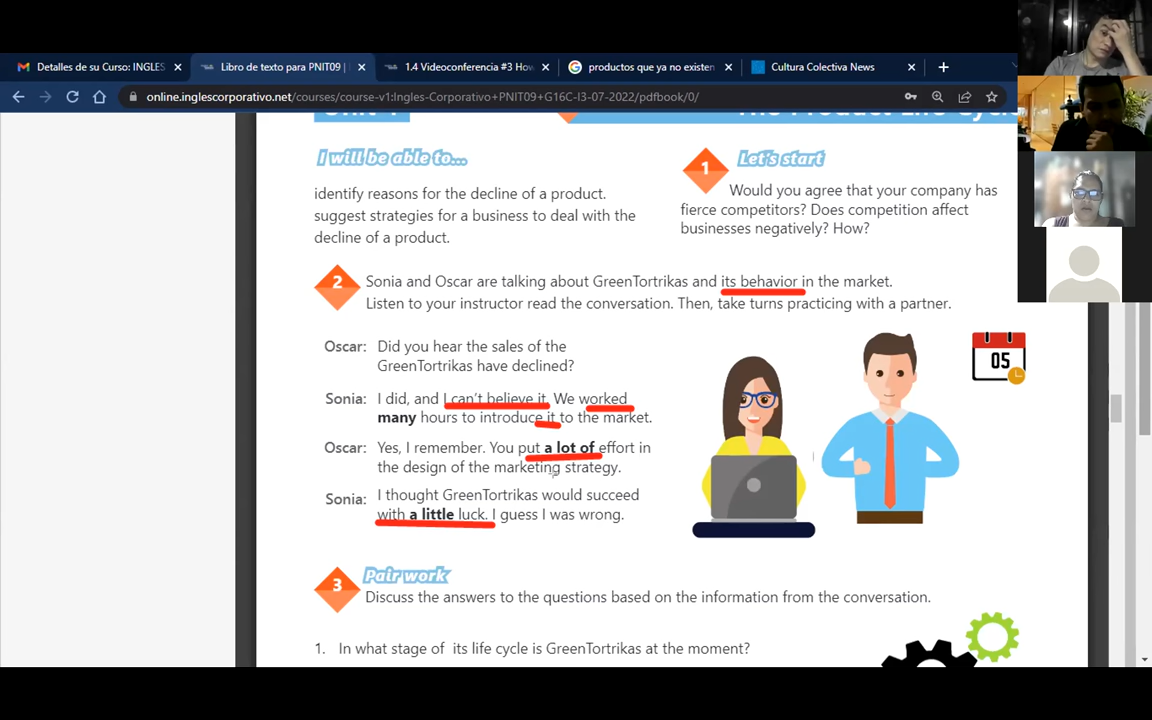 Detalles de su Curso: INGLES
Libro de texto para PNIT09 |
1.4 Videoconferencia #3 How
productos que ya no existen
Cultura Colectiva News
online.inglescorporativo.net/courses/course-v1:Ingles-Corporativo+PNIT09+G16C-I3-07-2022/pdfbook/0/
The Product Life Cycle
I will be able to...
identify reasons for the decline of a product.
suggest strategies for a business to deal with the
decline of a product.
1
Let's start
Would you agree that your company has
fierce competitors? Does competition affect
businesses negatively? How?
2
Sonia and Oscar are talking about GreenTortrikas and its behavior in the market.
Listen to your instructor read the conversation. Then, take turns practicing with a partner.
Oscar: Did you hear the sales of the
GreenTortrikas have declined?
Sonia: I did, and I can't believe it. We worked
many hours to introduce it to the market.
Oscar: Yes, I remember. You put a lot of effort in
the design of the marketing strategy.
Sonia: I thought GreenTortrikas would succeed
with a little luck. I guess I was wrong.
05
3
Pair work
Discuss the answers to the questions based on the information from the conversation.
1. In what stage of its life cycle is GreenTortrikas at the moment?